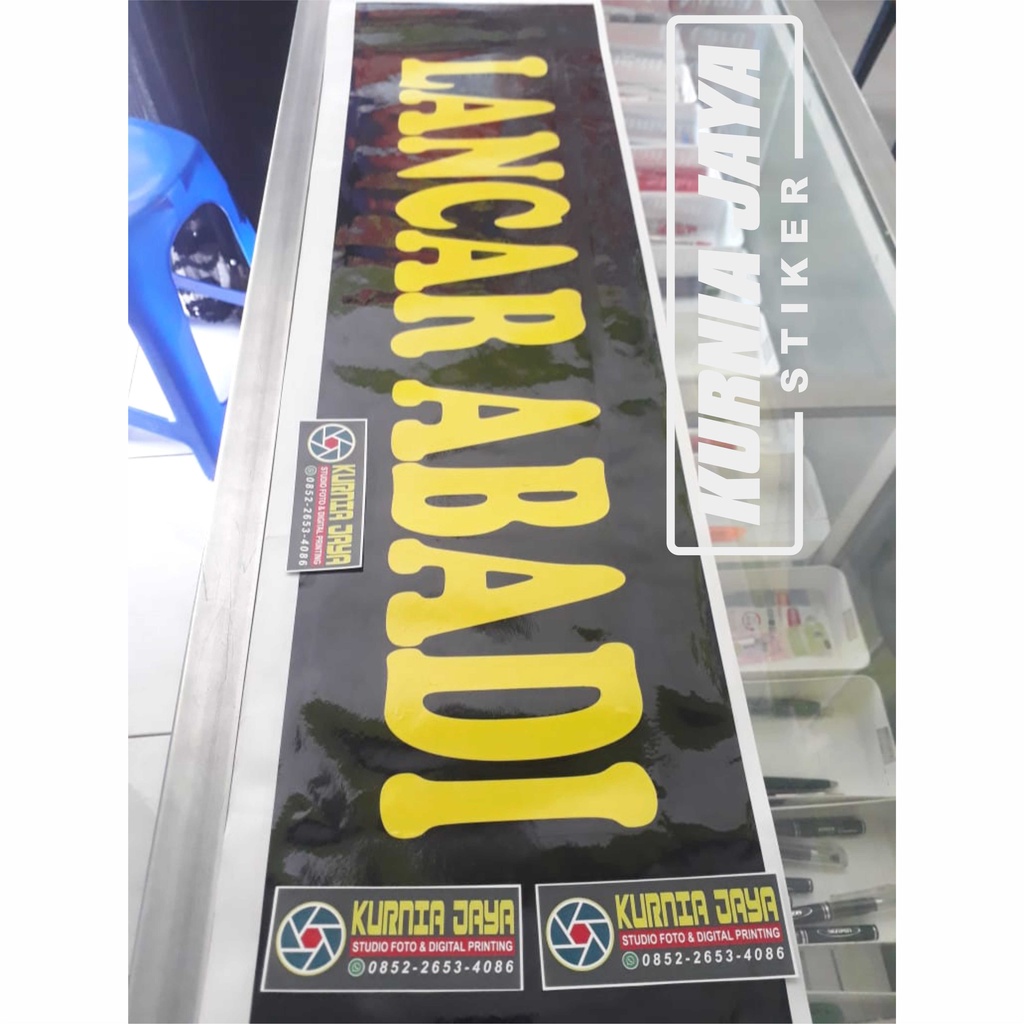 LANCAR ABADI
KURNIA JAYA
STIKER
KURNIA JAYA
STUDIO FOTO & DIGITAL PRINTING
0852-2653-4086
KURNIA JAYA
STUDIO FOTO & DIGITAL PRINTING
0852-2653-4086
KURNIA JAYA
STUDIO FOTO & DIGITAL PRINTING
0852-2653-4086